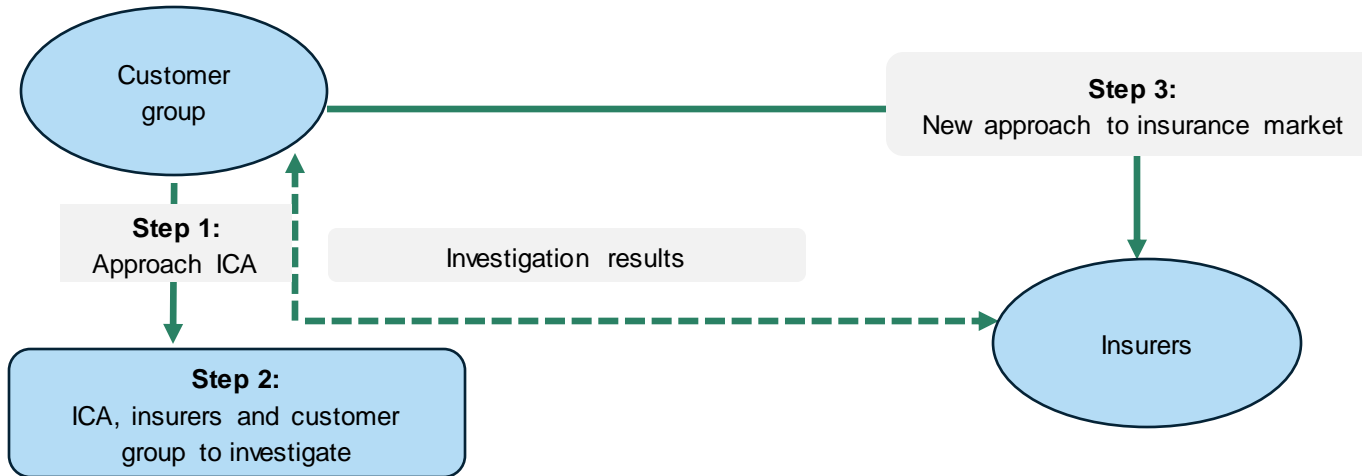 Customer
group
Step 3:
New approach to insurance market
Step 1:
Approach ICA
Investigation results
Insurers
Step 2:
ICA, insurers and customer
group to investigate